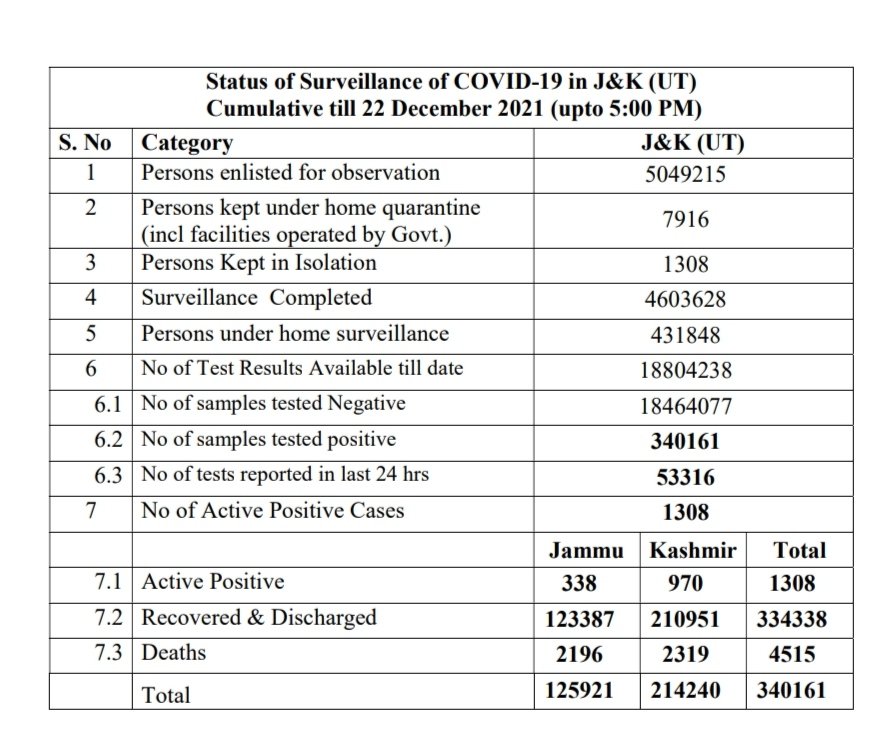 Status of Surveillance of COVID-19 in J&K (UT)
Cumulative till 22 December 2021 (upto 5:00 PM)
S. No Category J&K (UT)
1 Persons enlisted for observation 5049215
2 Persons kept under home quarantine
(incl facilities operated by Govt.) 7916
3 Persons Kept in Isolation 1308
4 Surveillance Completed 4603628
5 Persons under home surveillance 431848
6 No of Test Results Available till date 18804238
6.1 No of samples tested Negative 18464077
6.2 No of samples tested positive 340161
6.3 No of tests reported in last 24 hrs 53316
7 No of Active Positive Cases 1308
Jammu Kashmir Total
7.1 Active Positive 338 970 1308
7.2 Recovered & Discharged 123387 210951 334338
7.3 Deaths 2196 2319 4515
Total 125921 214240 340161